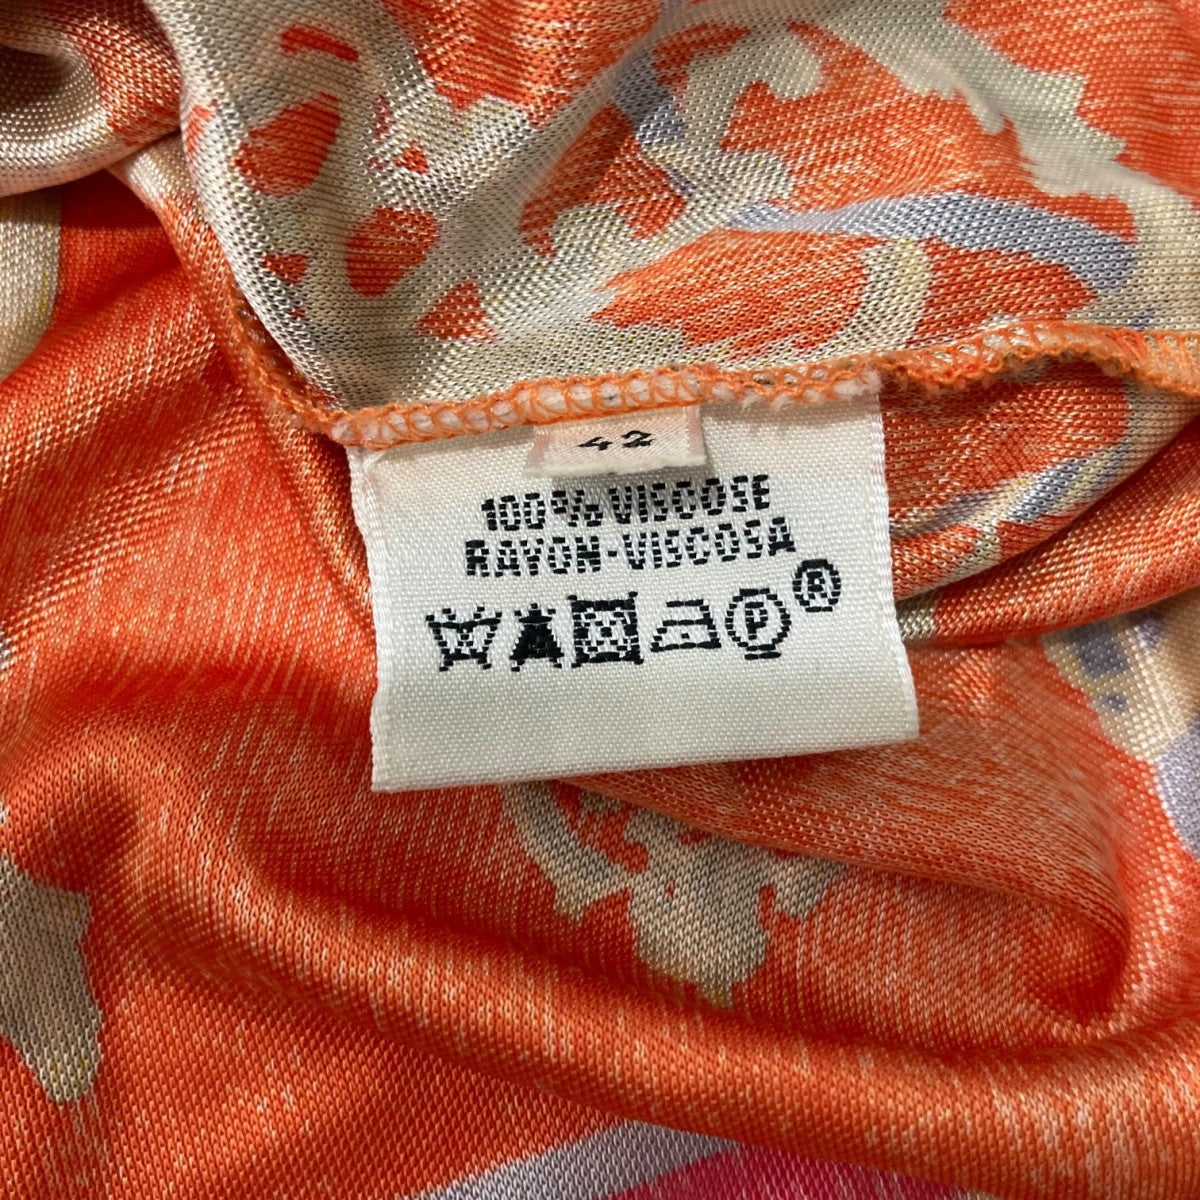 42
100% VISCOSE
RAYON-VISCOSA
P ®